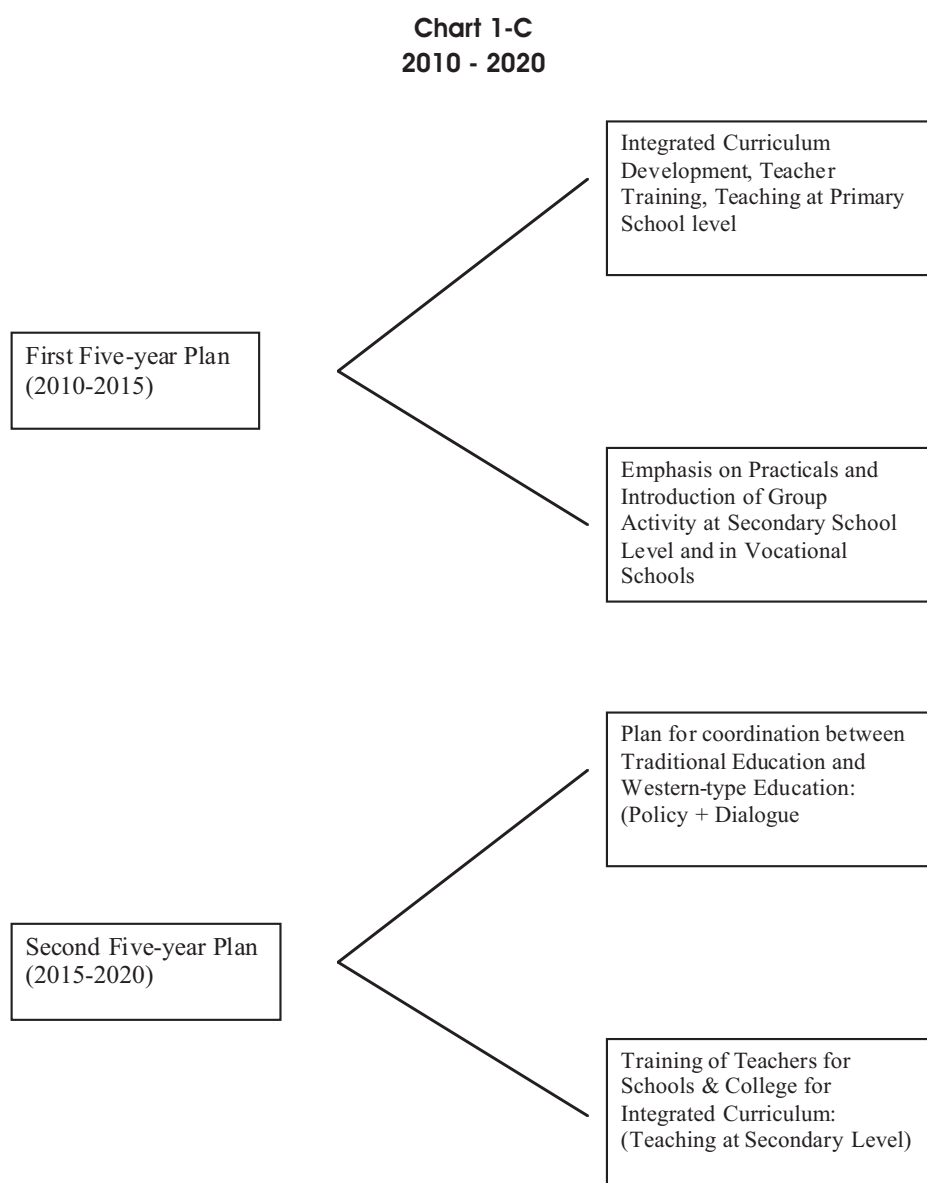 Chart 1-C
2010 - 2020
Integrated Curriculum
Development, Teacher
Training, Teaching at Primary
School level
First Five-year Plan
(2010-2015)
Emphasis on Practicals and
Introduction of Group
Activity at Secondary School
Level and in Vocational
Schools
Plan for coordination between
Traditional Education and
Western-type Education:
(Policy + Dialogue
Second Five-year Plan
(2015-2020)
Training of Teachers for
Schools & College for
Integrated Curriculum:
(Teaching at Secondary Level)